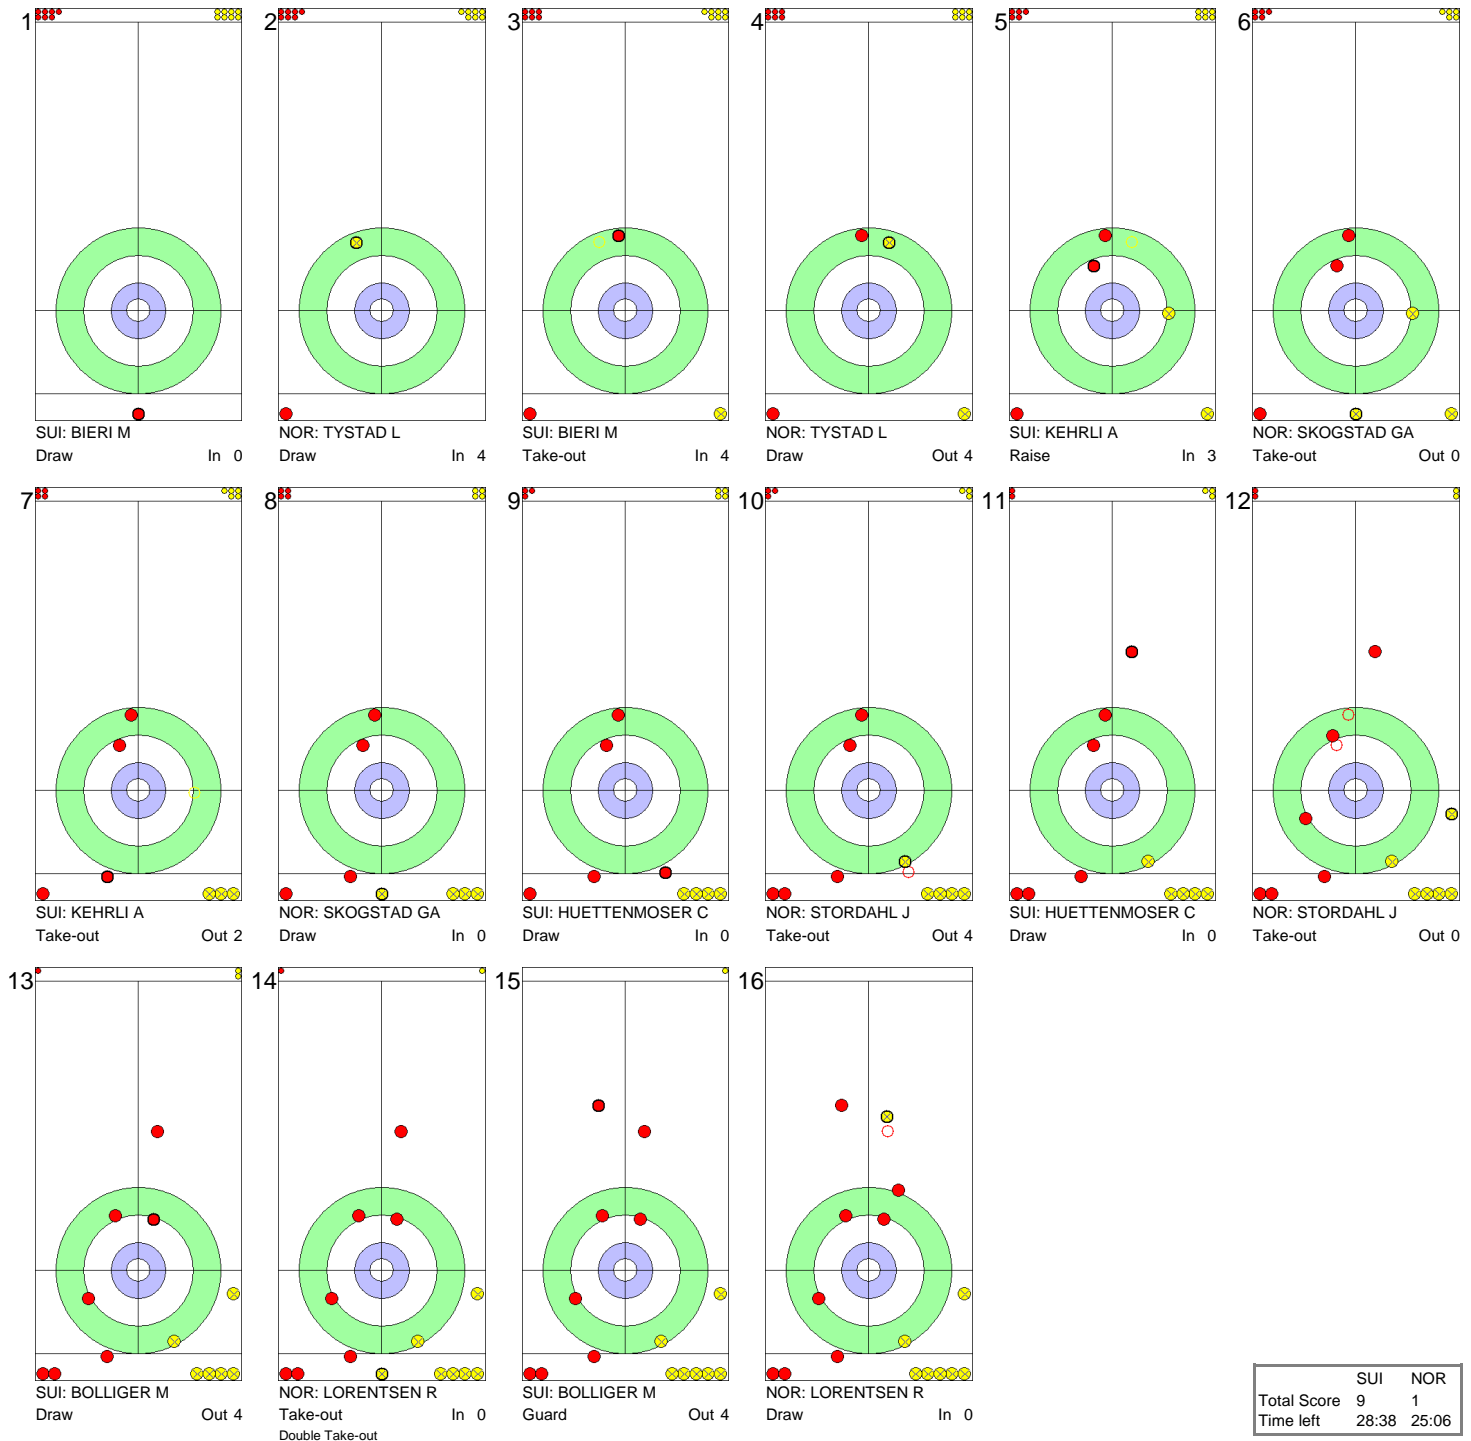 1
SUI: BIERI M
Draw In 0
2
NOR: TYSTAD L
Draw In 4
3
SUI: BIERI M
Take-out In 4
4
NOR: TYSTAD L
Draw Out 4
5
SUI: KEHRLI A
Raise In 3
6
NOR: SKOGSTAD GA
Take-out Out 0
7
SUI: KEHRLI A
Take-out Out 2
8
NOR: SKOGSTAD GA
Draw In 0
9
SUI: HUETTENMOSER C
Draw In 0
10
NOR: STORDAHL J
Take-out Out 4
11
SUI: HUETTENMOSER C
Draw In 0
12
NOR: STORDAHL J
Take-out Out 0
13
SUI: BOLLIGER M
Draw Out 4
14
NOR: LORENTSEN R
Take-out In 0
Double Take-out
15
SUI: BOLLIGER M
Guard Out 4
16
NOR: LORENTSEN R
Draw In 0
SUI NOR
Total Score 9 1
Time left 28:38 25:06